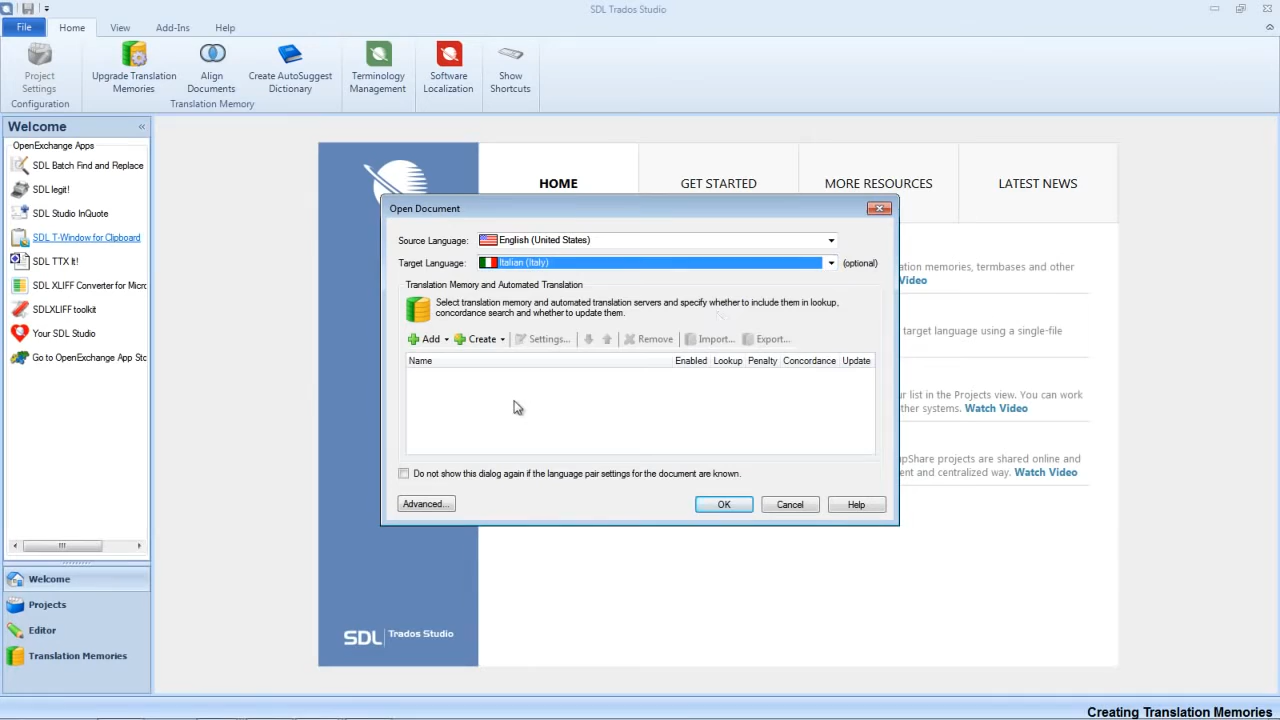 SDL Trados Studio
File Home View Add-Ins Help
Project Settings
Upgrade Translation Memories
Align Documents
Create AutoSuggest Dictionary
Terminology Management
Software Localization
Show Shortcuts
Configuration
Translation Memory
Welcome «
OpenExchange Apps
SDL Batch Find and Replace
SDL legit!
SDL Studio InQuote
SDL T-Window for Clipboard
SDL TTX It!
SDL XLIFF Converter for Micro
SDLXLIFF toolkit
Your SDL Studio
Go to OpenExchange App Sto
Welcome
Projects
Editor
Translation Memories
HOME GET STARTED MORE RESOURCES LATEST NEWS
Open Document
Source Language: English (United States)
Target Language: Italian (Italy) (optional)
Translation Memory and Automated Translation
Select translation memory and automated translation servers and specify whether to include them in lookup,
concordance search and whether to update them.
Add Create Settings... Remove Import... Export...
Name Enabled Lookup Penalty Concordance Update
Do not show this dialog again if the language pair settings for the document are known.
Advanced... OK Cancel Help
ation memories, termbases and other
Video
target language using a single-file
ur list in the Projects view. You can work
ther systems. Watch Video
upShare projects are shared online and
ent and centralized way. Watch Video
SDL Trados Studio
Creating Translation Memories